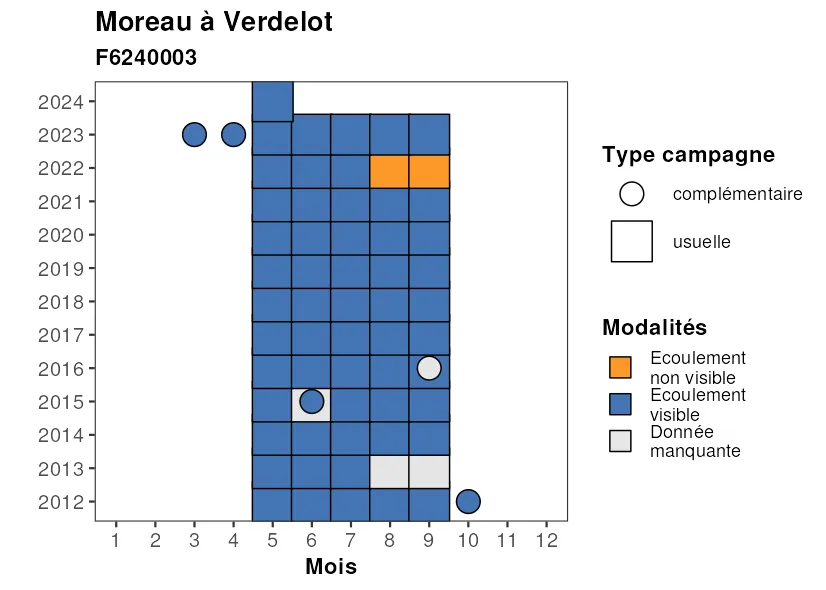 Moreau à Verdelot
F6240003
2024
2023
2022
2021
2020
2019
2018
2017
2016
2015
2014
2013
2012
1 2 3 4 5 6 7 8 9 10 11 12
Mois
Type campagne
complémentaire
usuelle
Modalités
Ecoulement
non visible
Ecoulement
visible
Donnée
manquante